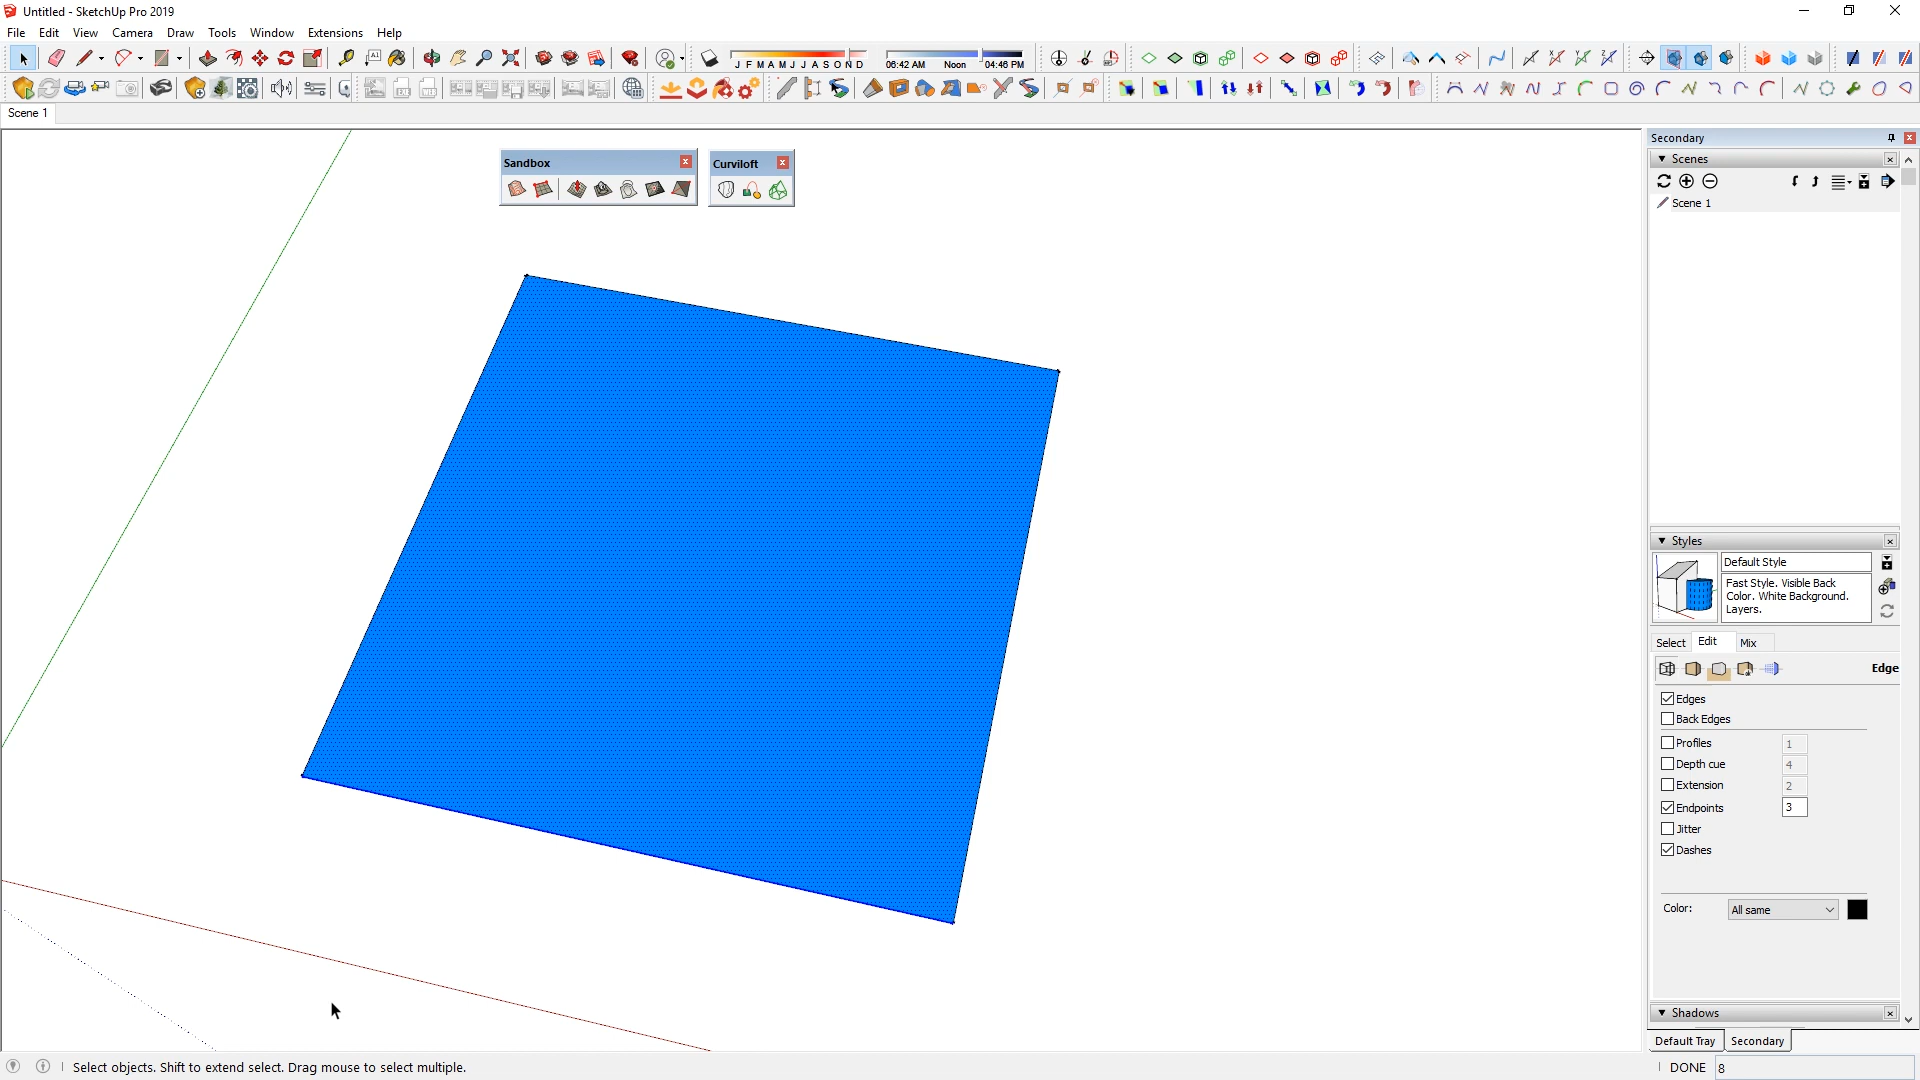 Untitled - SketchUp Pro 2019
File Edit View Camera Draw Tools Window Extensions Help
J F M A M J J A S O N D
06:42 AM Noon 04:46 PM
Scene 1
Sandbox
Curviloft
Secondary
Scenes
Scene 1
Styles
Default Style
Fast Style. Visible Back
Color. White Background.
Layers.
Select Edit Mix
Edge
Edges
Back Edges
Profiles 1
Depth cue 4
Extension 2
Endpoints 3
Jitter
Dashes
Color: All same
Shadows
Default Tray Secondary
Select objects. Shift to extend select. Drag mouse to select multiple.
DONE 8